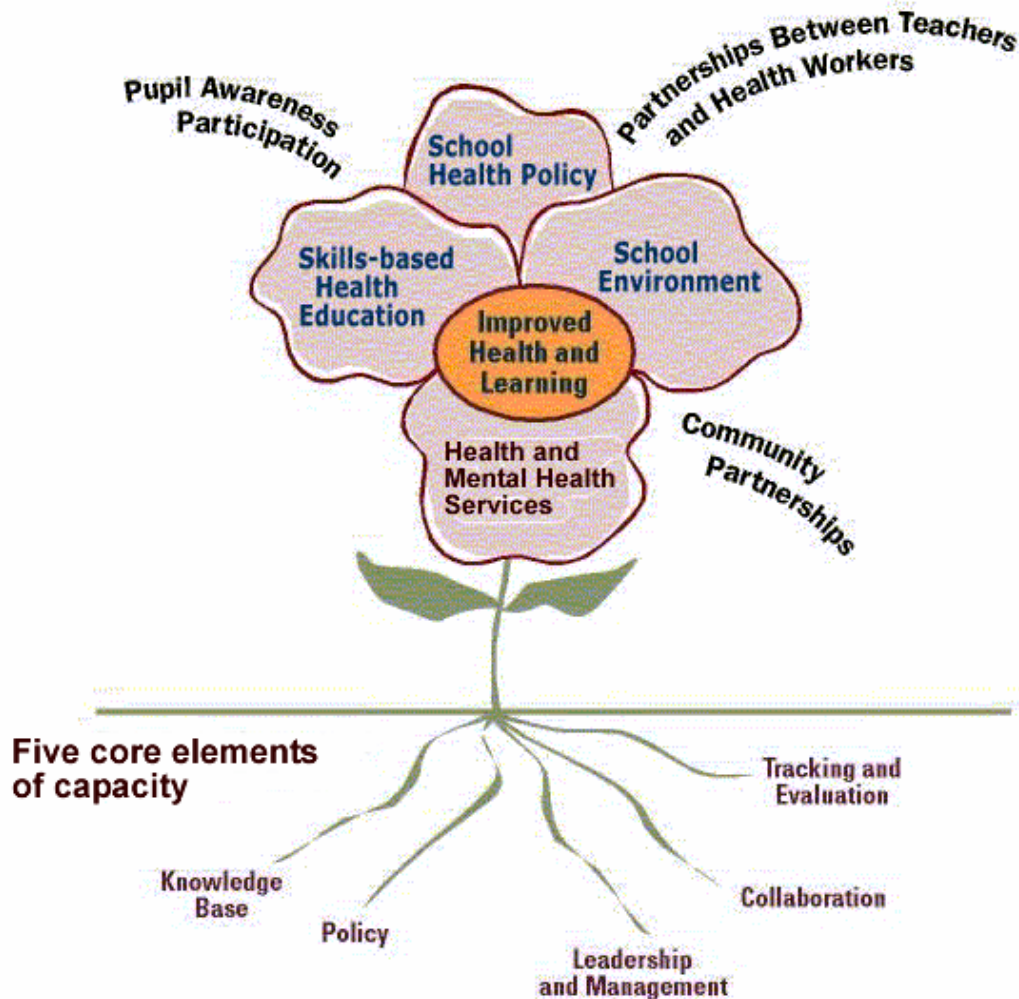 Partnerships Between Teachers
and Health Workers
Pupil Awareness
Participation
School
Health Policy
Skills-based
Health
Education
School
Environment
Improved
Health and
Learning
Health and
Mental Health
Services
Community
Partnerships
Five core elements
of capacity
Tracking and
Evaluation
Knowledge
Base
Collaboration
Policy
Leadership
and Management